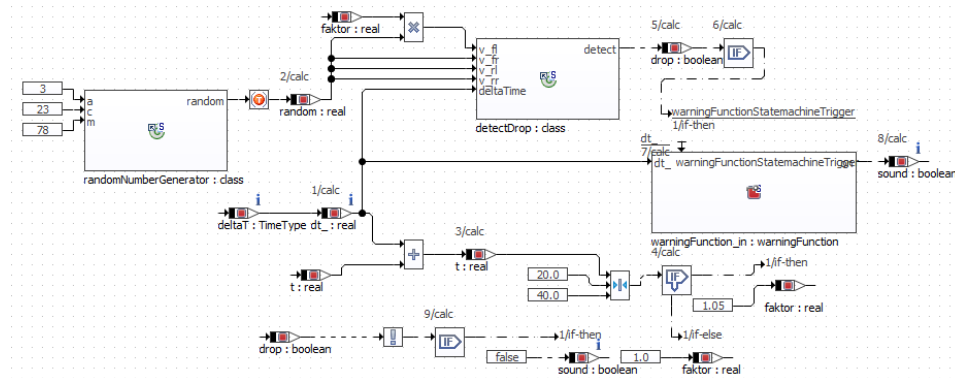 5/calc
6/calc
faktor : real
v_fl
detect
drop : boolean
2/calc
v_fr
v_rl
v_rr
deltaTime
3
a
random
23
c
78
m
random : real
detectDrop : class
warningFunctionStatemachineTrigger
1/if-then
randomNumberGenerator : class
dt_
7/calc
dt_
warningFunctionStatemachineTrigger
8/calc
sound : boolean
1/calc
deltaT : TimeType
dt_ : real
warningFunction_in : warningFunction
3/calc
4/calc
t : real
t : real
20.0
40.0
1/if-then
1.05
faktor : real
9/calc
drop : boolean
1/if-then
1/if-else
false
sound : boolean
1.0
faktor : real